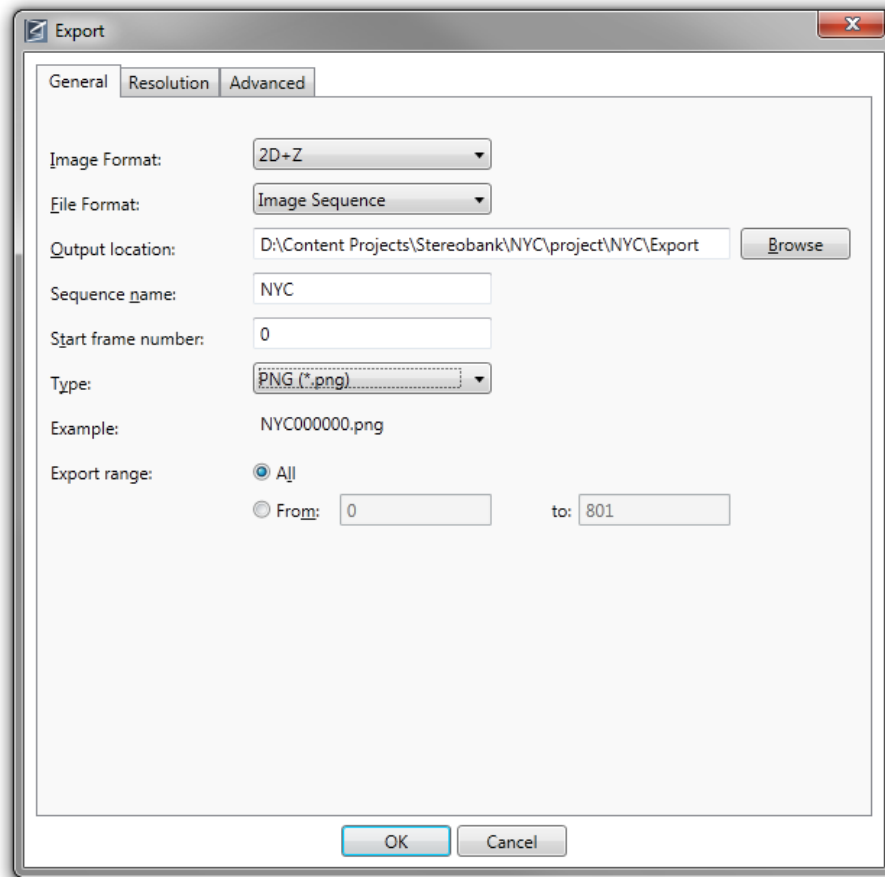 Export
General Resolution Advanced
Image Format: 2D+Z
File Format: Image Sequence
Output location: D:\Content Projects\Stereobank\NYC\project\NYC\Export Browse
Sequence name: NYC
Start frame number: 0
Type: PNG (*.png)
Example: NYC000000.png
Export range: All
From: 0 to: 801
OK Cancel